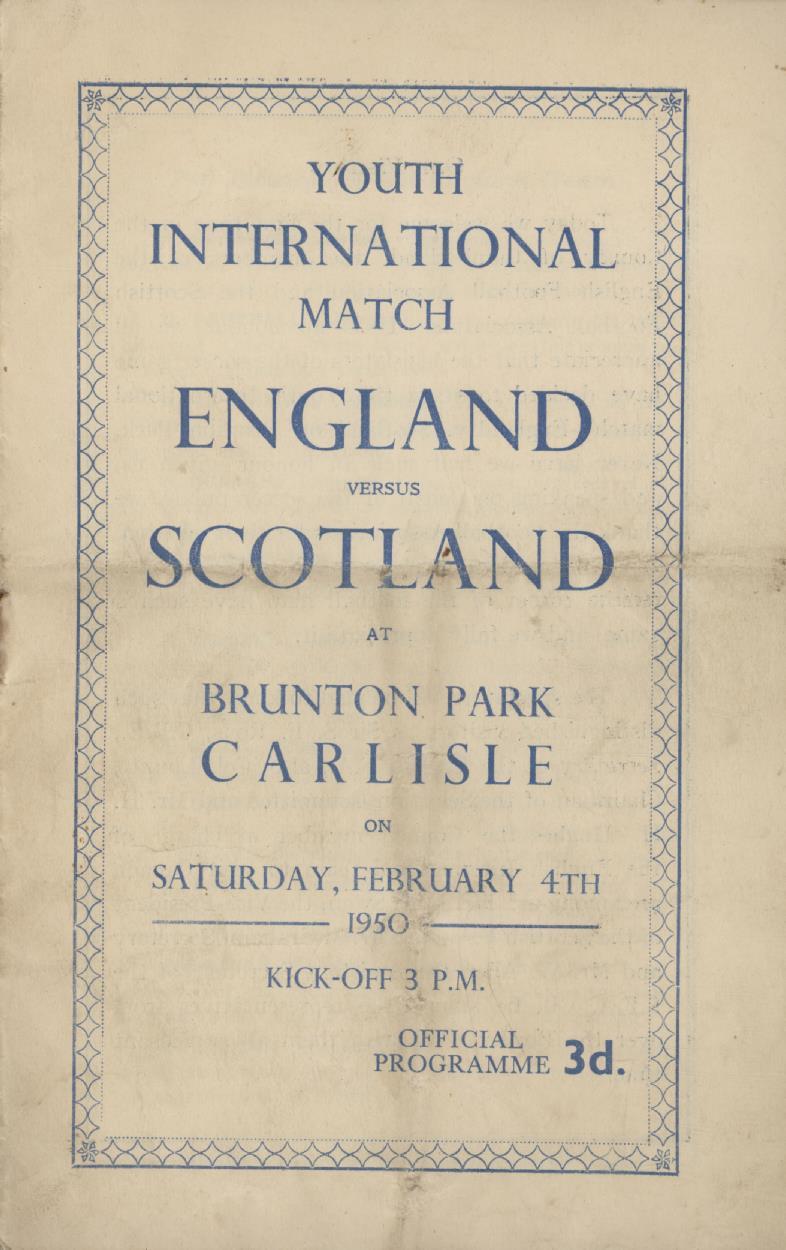 YOUTH
INTERNATIONAL
MATCH
ENGLAND
VERSUS
SCOTLAND
AT
BRUNTON PARK
CARLISLE
ON
SATURDAY, FEBRUARY 4TH
1950
KICK-OFF 3 P.M.
OFFICIAL
PROGRAMME 3d.